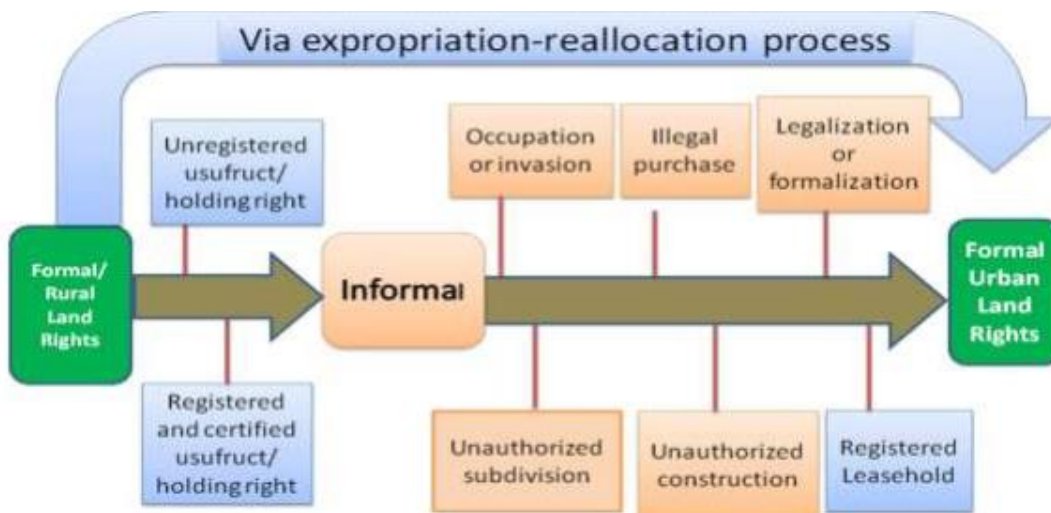 Via expropriation-reallocation process
Unregistered
usufruct/
holding right
Occupation
or invasion
Illegal
purchase
Legalization
or
formalization
Formal/
Rural
Land
Rights
Informal
Formal
Urban
Land
Rights
Registered
and certified
usufruct/
holding right
Unauthorized
subdivision
Unauthorized
construction
Registered
Leasehold